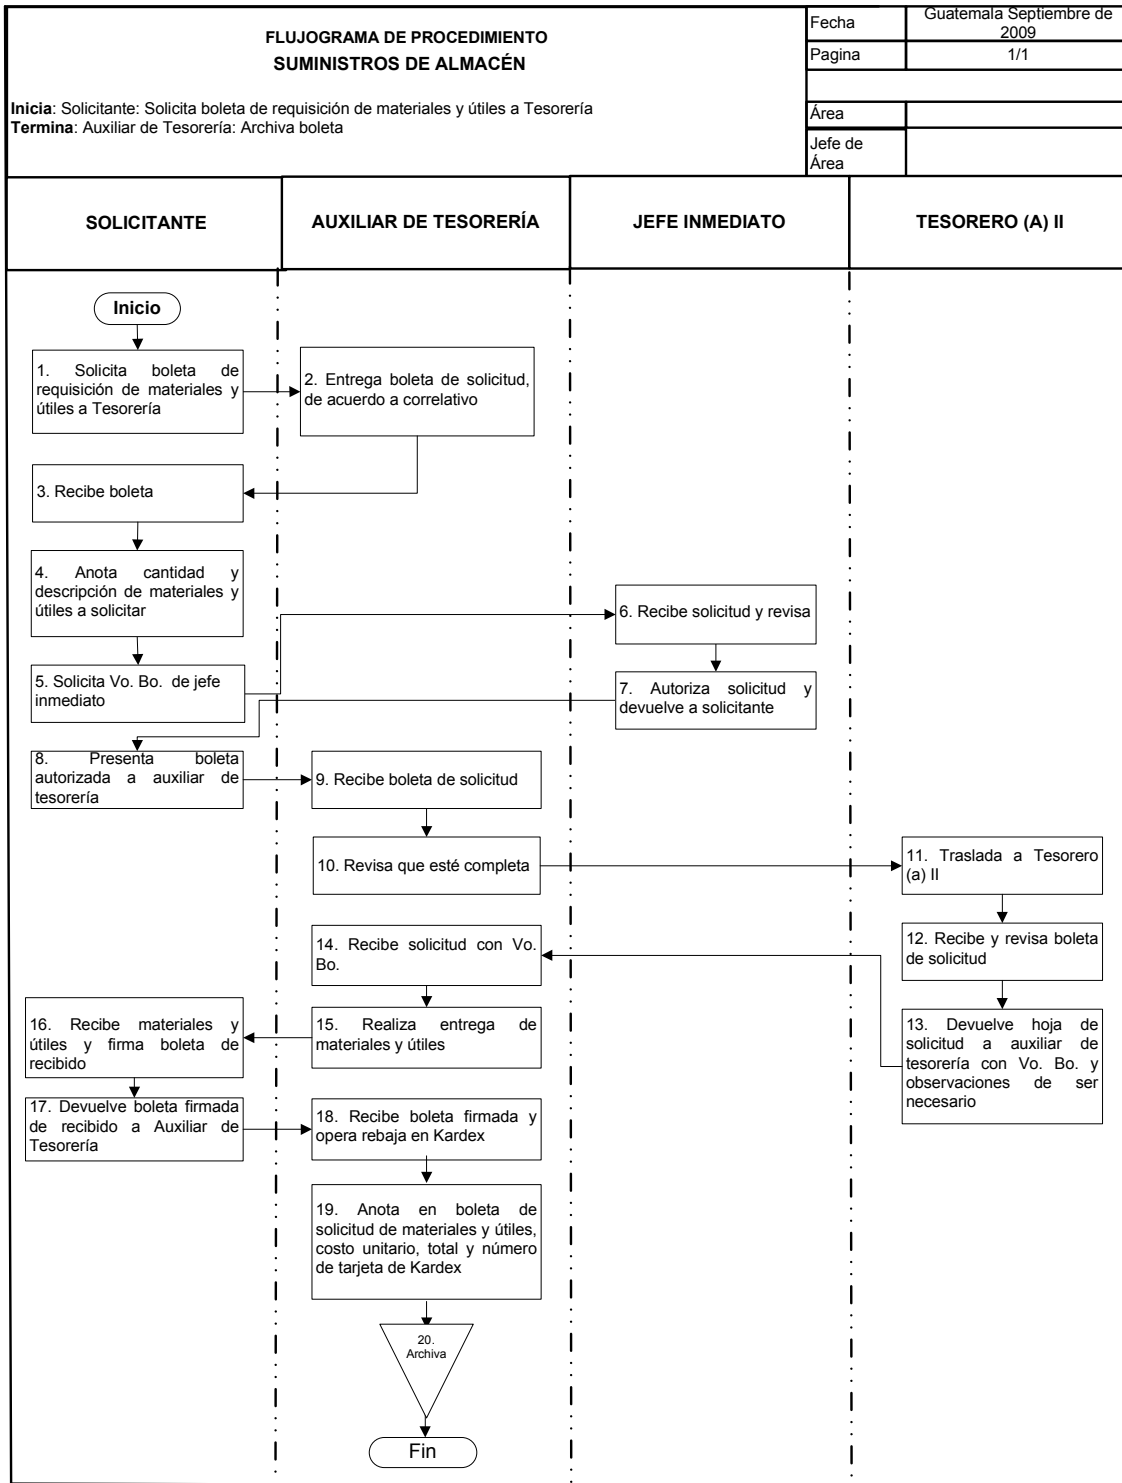 FLUJOGRAMA DE PROCEDIMIENTO
SUMINISTROS DE ALMACÉN
Inicia: Solicitante: Solicita boleta de requisición de materiales y útiles a Tesorería
Termina: Auxiliar de Tesorería: Archiva boleta
Fecha
Guatemala Septiembre de
2009
Pagina
1/1
Área
Jefe de
Área
SOLICITANTE
AUXILIAR DE TESORERÍA
JEFE INMEDIATO
TESORERO (A) II
Inicio
1. Solicita boleta de
requisición de materiales y
útiles a Tesorería
2. Entrega boleta de solicitud,
de acuerdo a correlativo
3. Recibe boleta
4. Anota cantidad y
descripción de materiales y
útiles a solicitar
5. Solicita Vo. Bo. de jefe
inmediato
6. Recibe solicitud y revisa
7. Autoriza solicitud y
devuelve a solicitante
8. Presenta boleta
autorizada a auxiliar de
tesorería
9. Recibe boleta de solicitud
10. Revisa que esté completa
11. Traslada a Tesorero
(a) II
12. Recibe y revisa boleta
de solicitud
13. Devuelve hoja de
solicitud a auxiliar de
tesorería con Vo. Bo. y
observaciones de ser
necesario
14. Recibe solicitud con Vo.
Bo.
15. Realiza entrega de
materiales y útiles
16. Recibe materiales y
útiles y firma boleta de
recibido
17. Devuelve boleta firmada
de recibido a Auxiliar de
Tesorería
18. Recibe boleta firmada y
opera rebaja en Kardex
19. Anota en boleta de
solicitud de materiales y útiles,
costo unitario, total y número
de tarjeta de Kardex
20.
Archiva
Fin